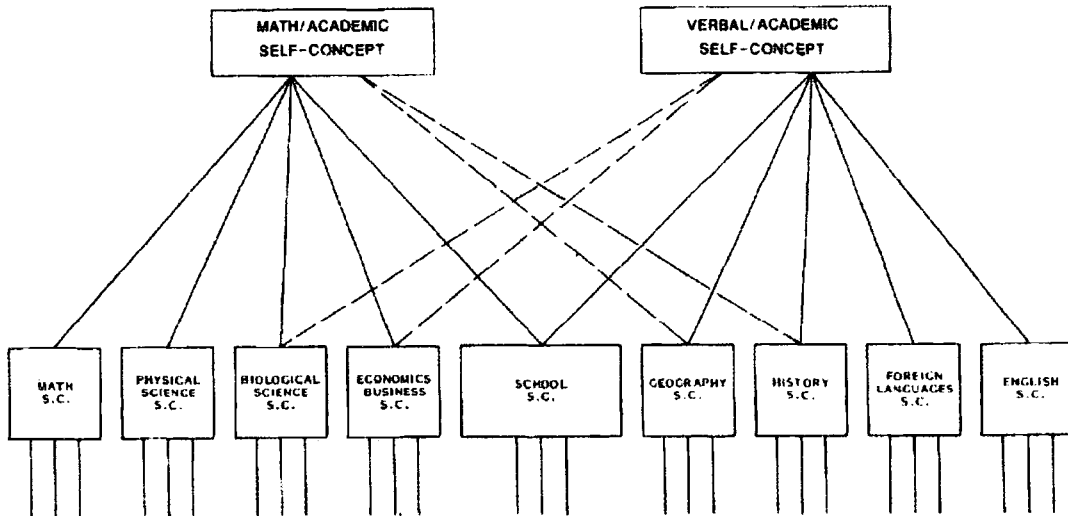 MATH/ACADEMIC
SELF-CONCEPT
VERBAL/ACADEMIC
SELF-CONCEPT
MATH
S.C.
PHYSICAL
SCIENCE
S.C.
BIOLOGICAL
SCIENCE
S.C.
ECONOMICS
BUSINESS
S.C.
SCHOOL
S.C.
GEOGRAPHY
S.C.
HISTORY
S.C.
FOREIGN
LANGUAGES
S.C.
ENGLISH
S.C.